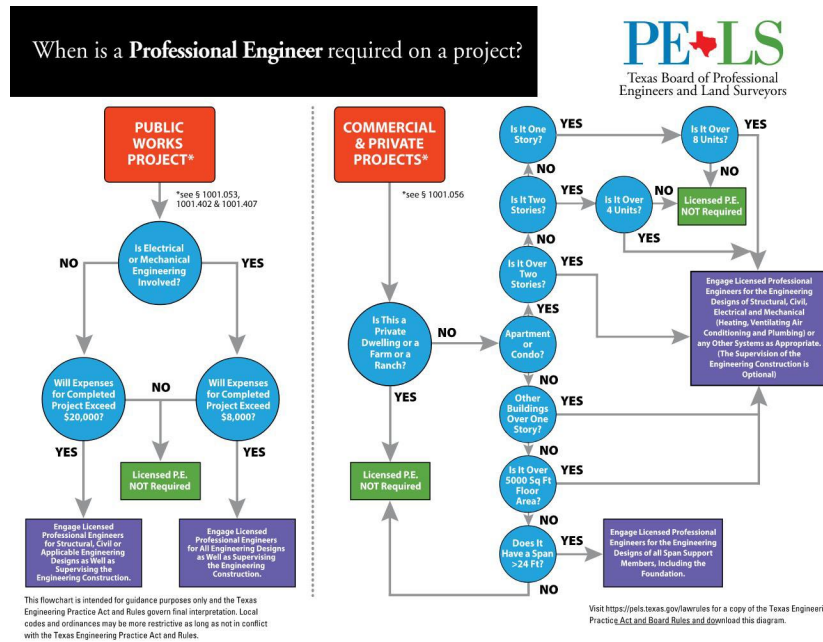 When is a Professional Engineer required on a project?
PE LS
Texas Board of Professional
Engineers and Land Surveyors
PUBLIC
WORKS
PROJECT*
*see § 1001.053,
1001.402 & 1001.407
Is Electrical
or Mechanical
Engineering
Involved?
NO
YES
Will Expenses
for Completed
Project Exceed
$20,000?
NO
Will Expenses
for Completed
Project Exceed
$8,000?
YES
YES
Licensed P.E.
NOT Required
Engage Licensed
Professional Engineers
for Structural, Civil or
Applicable Engineering
Designs as Well as
Supervising the
Engineering Construction.
Engage Licensed
Professional Engineers
for All Engineering Designs
as Well as Supervising
the Engineering
Construction.
This flowchart is intended for guidance purposes only and the Texas
Engineering Practice Act and Rules govern final interpretation. Local
codes and ordinances may be more restrictive as long as not in conflict
with the Texas Engineering Practice Act and Rules.
COMMERCIAL
& PRIVATE
PROJECTS*
*see § 1001.056
Is This a
Private
Dwelling or a
Farm or a
Ranch?
NO
YES
Licensed P.E.
NOT Required
Is It One
Story?
YES
Is It Over
8 Units?
YES
NO
NO
Is It Two
Stories?
YES
Is It Over
4 Units?
NO
Licensed P.E.
NOT Required
YES
NO
Is It Over
Two
Stories?
YES
Engage Licensed Professional
Engineers for the Engineering
Designs of Structural, Civil,
Electrical and Mechanical
(Heating, Ventilating Air
Conditioning and Plumbing) or
any Other Systems as Appropriate.
(The Supervision of the
Engineering Construction is
Optional)
YES
Apartment
or
Condo?
NO
Other
Buildings
Over One
Story?
YES
NO
Is It Over
5000 Sq Ft
Floor
Area?
YES
NO
Does It
Have a Span
>24 Ft?
YES
Engage Licensed Professional
Engineers for the Engineering
Designs of all Span Support
Members, Including the
Foundation.
NO
Visit https://pels.texas.gov/lawrules for a copy of the Texas Engineeri
Practice Act and Board Rules and download this diagram.